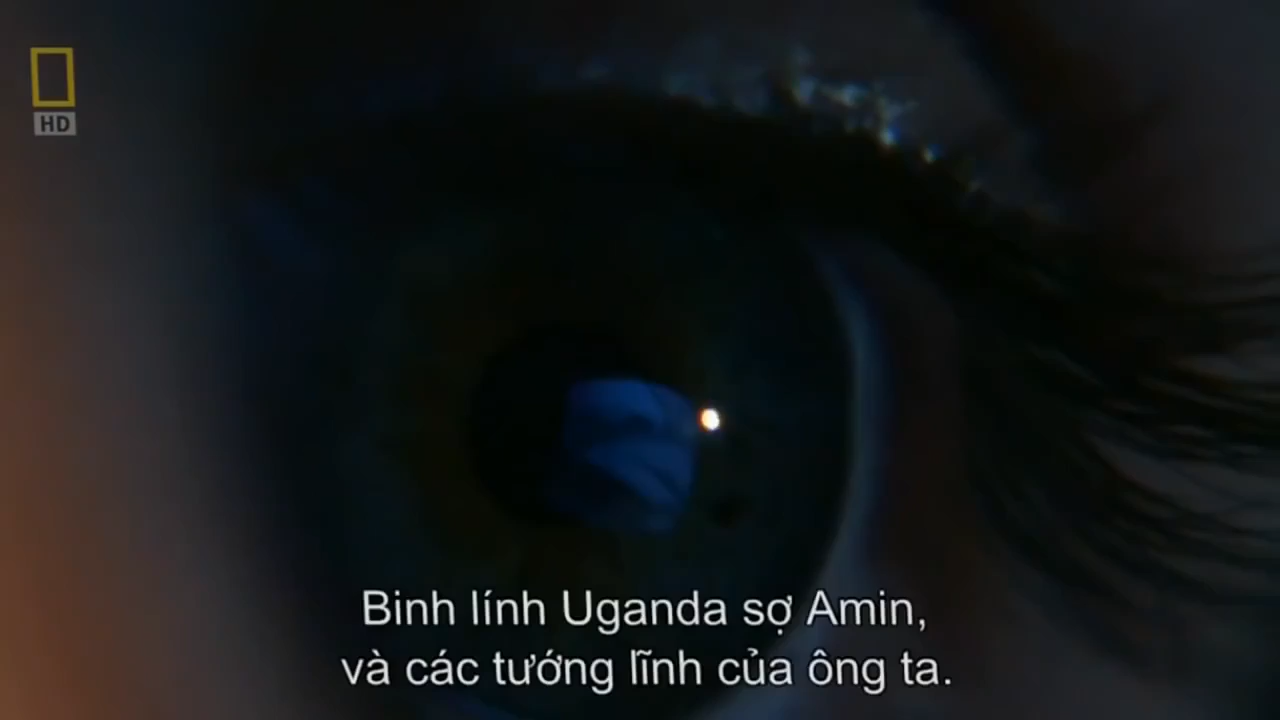 HD
Binh lính Uganda sợ Amin,
và các tướng lĩnh của ông ta.